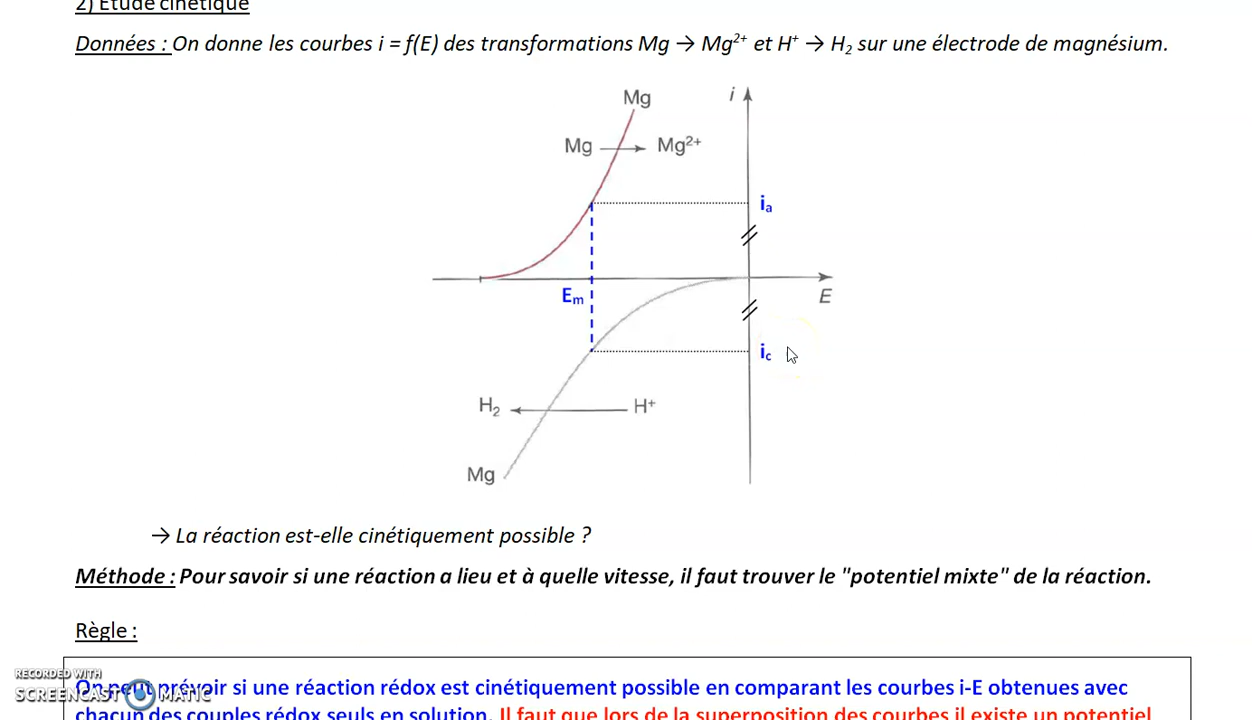 2) Etude cinétique
Données : On donne les courbes i = f(E) des transformations Mg → Mg²⁺ et H⁺ → H₂ sur une électrode de magnésium.
Mg
i
Mg → Mg²⁺
iₐ
Eₘ
E
i꜀
H₂ ← H⁺
Mg
→ La réaction est-elle cinétiquement possible ?
Méthode : Pour savoir si une réaction a lieu et à quelle vitesse, il faut trouver le "potentiel mixte" de la réaction.
Règle :
RECORDED WITH
SCREENCAST MATIC
On peut prévoir si une réaction rédox est cinétiquement possible en comparant les courbes i-E obtenues avec
chacun des couples rédox seuls en solution. Il faut que lors de la superposition des courbes il existe un potentiel